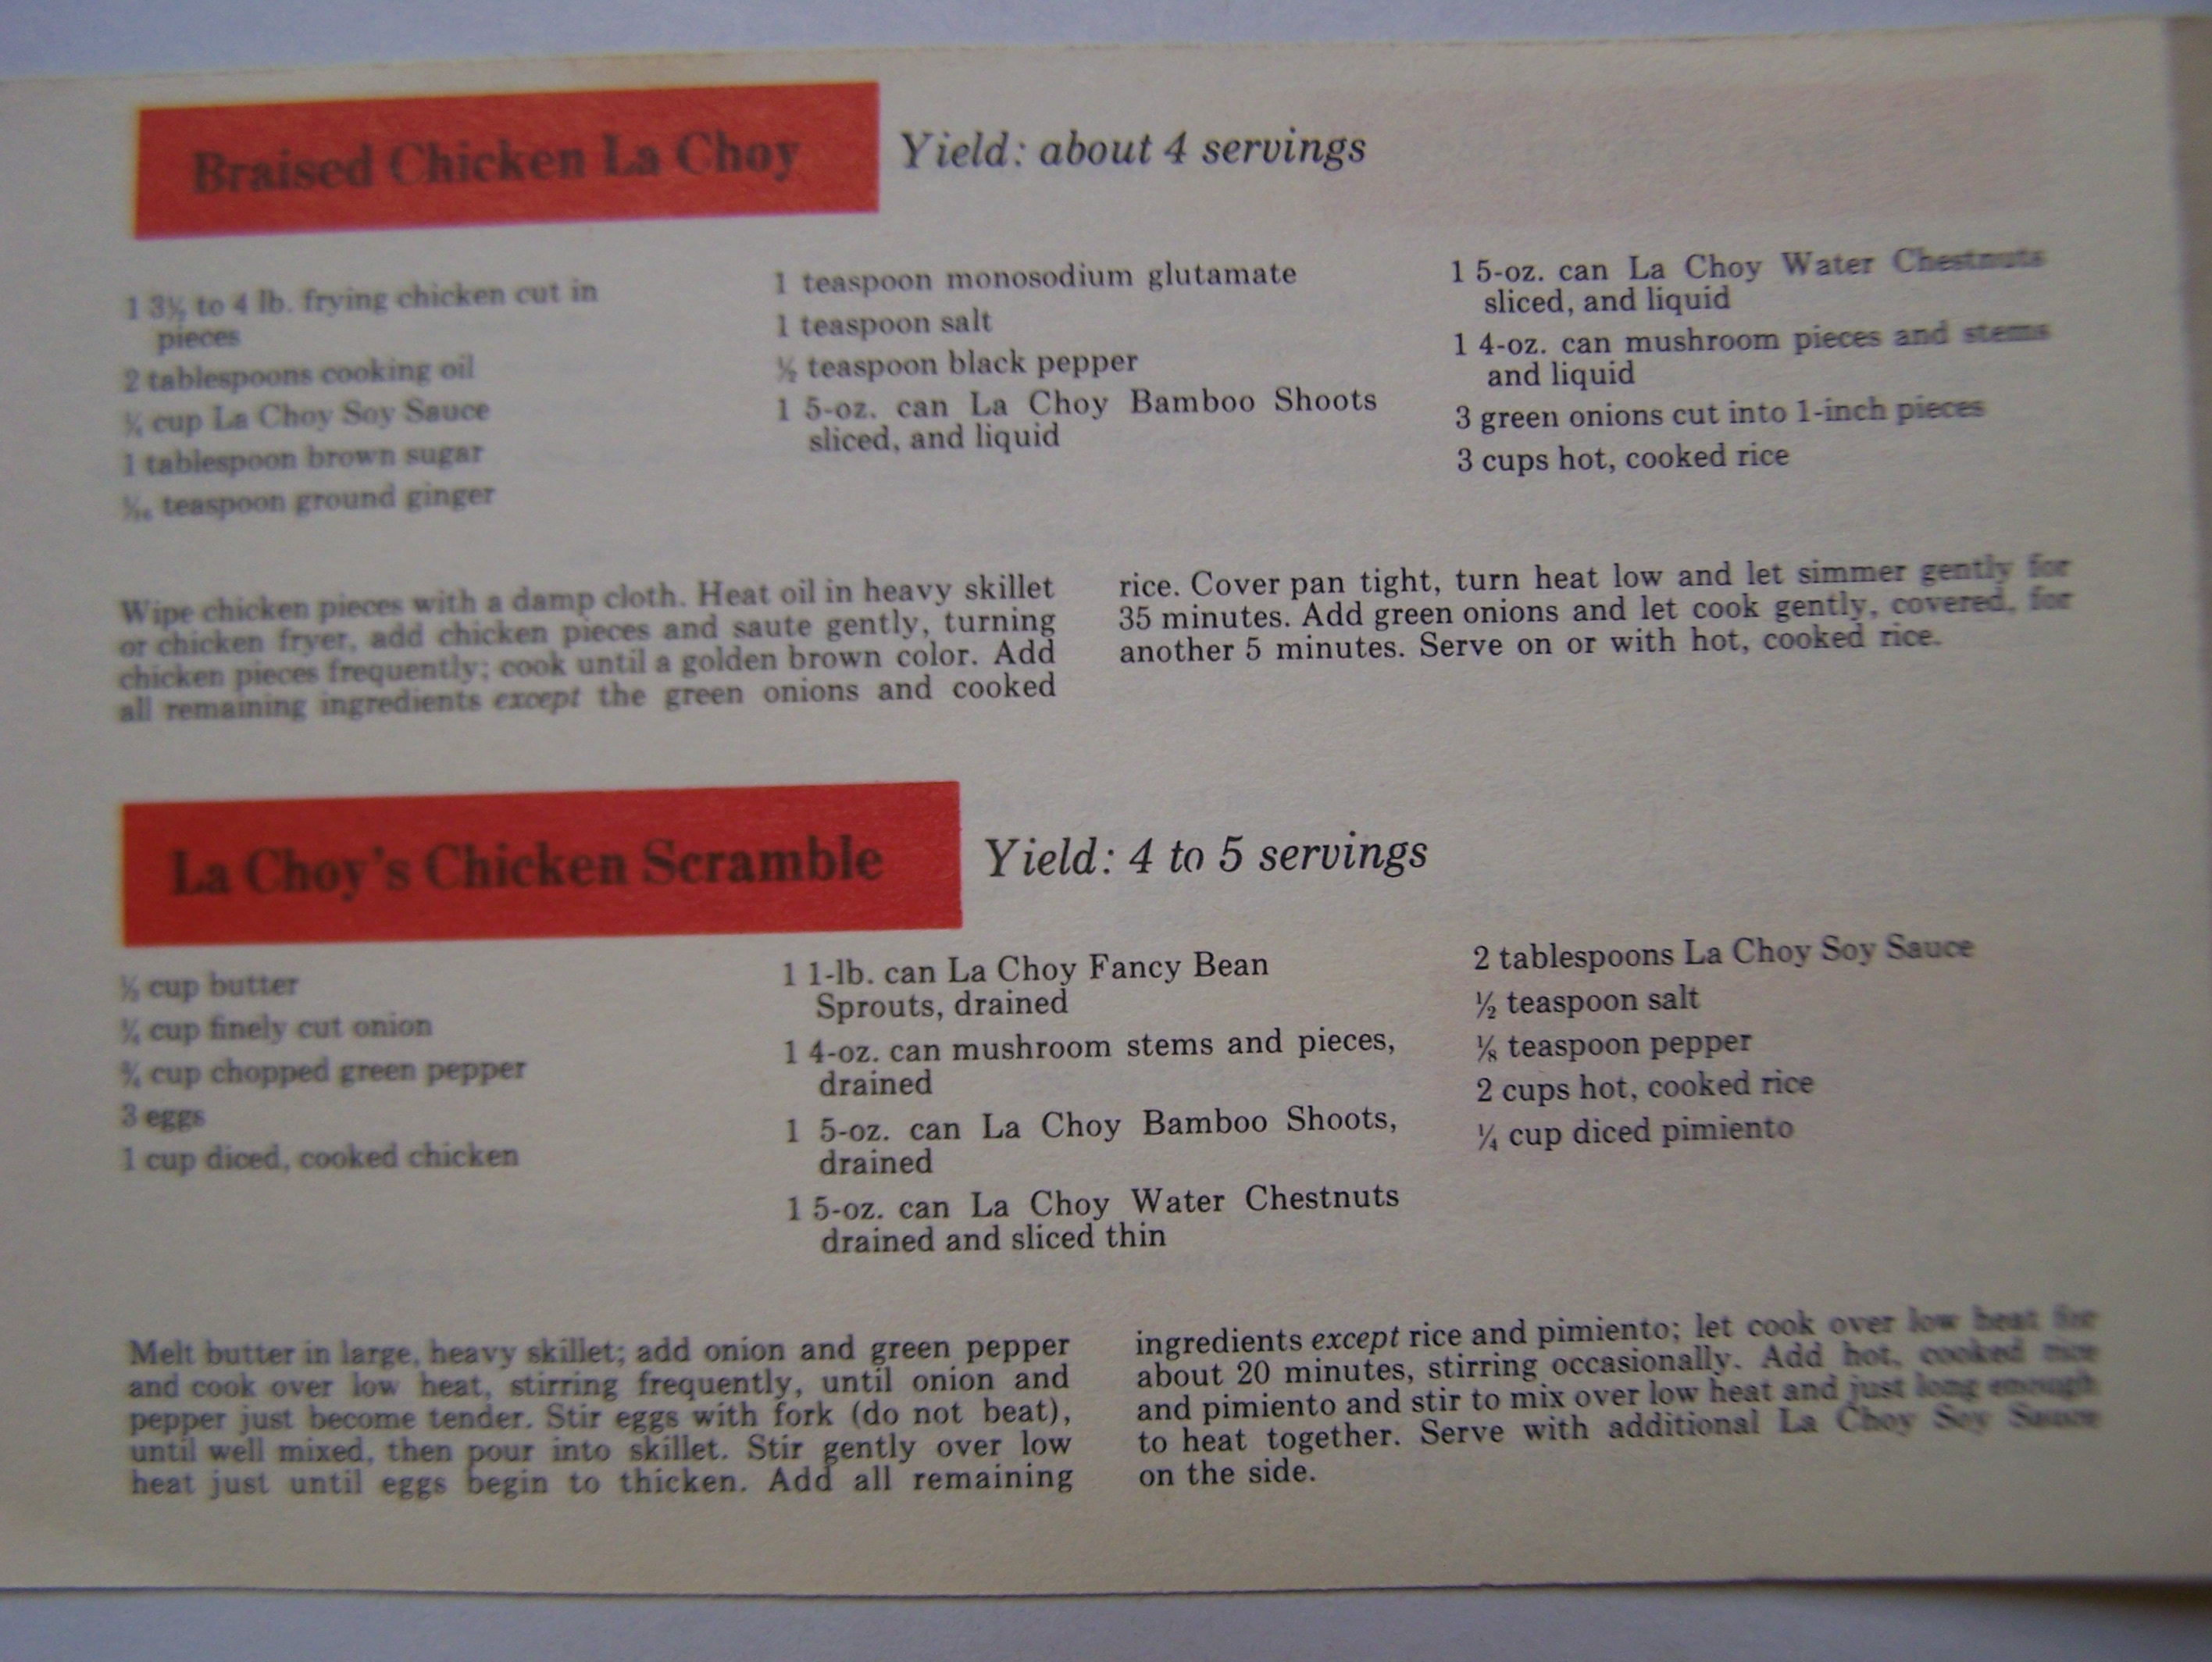 Braised Chicken La Choy
Yield: about 4 servings
1 3½ to 4 lb. frying chicken cut in
pieces
2 tablespoons cooking oil
¼ cup La Choy Soy Sauce
1 tablespoon brown sugar
teaspoon ground ginger
1 teaspoon monosodium glutamate
1 teaspoon salt
½ teaspoon black pepper
1 5-oz. can La Choy Bamboo Shoots
sliced, and liquid
1 5-oz. can La Choy Water Chestnuts
sliced, and liquid
1 4-oz. can mushroom pieces and stems
and liquid
3 green onions cut into 1-inch pieces
3 cups hot, cooked rice
Wipe chicken pieces with a damp cloth. Heat oil in heavy skillet
or chicken fryer, add chicken pieces and saute gently, turning
chicken pieces frequently; cook until a golden brown color. Add
all remaining ingredients except the green onions and cooked
rice. Cover pan tight, turn heat low and let simmer gently for
35 minutes. Add green onions and let cook gently, covered, for
another 5 minutes. Serve on or with hot, cooked rice.
La Choy's Chicken Scramble
Yield: 4 to 5 servings
cup butter
¼ cup finely cut onion
¾ cup chopped green pepper
3 eggs
1 cup diced, cooked chicken
1 1-lb. can La Choy Fancy Bean
Sprouts, drained
1 4-oz. can mushroom stems and pieces,
drained
1 5-oz. can La Choy Bamboo Shoots,
drained
1 5-oz. can La Choy Water Chestnuts
drained and sliced thin
2 tablespoons La Choy Soy Sauce
½ teaspoon salt
⅛ teaspoon pepper
2 cups hot, cooked rice
¼ cup diced pimiento
Melt butter in large, heavy skillet; add onion and green pepper
and cook over low heat, stirring frequently, until onion and
pepper just become tender. Stir eggs with fork (do not beat),
until well mixed, then pour into skillet. Stir gently over low
heat just until eggs begin to thicken. Add all remaining
ingredients except rice and pimiento; let cook over low heat for
about 20 minutes, stirring occasionally. Add hot, cooked rice
and pimiento and stir to mix over low heat and just long enough
to heat together. Serve with additional La Choy Soy Sauce
on the side.